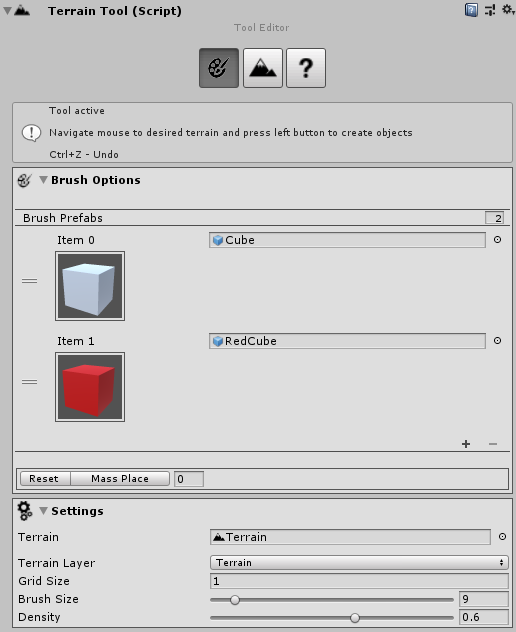 Terrain Tool (Script)
Tool Editor
?
Tool active
Navigate mouse to desired terrain and press left button to create objects
Ctrl+Z - Undo
Brush Options
Brush Prefabs 2
Item 0 Cube
Item 1 RedCube
+ −
Reset Mass Place 0
Settings
Terrain Terrain
Terrain Layer Terrain
Grid Size 1
Brush Size 9
Density 0.6